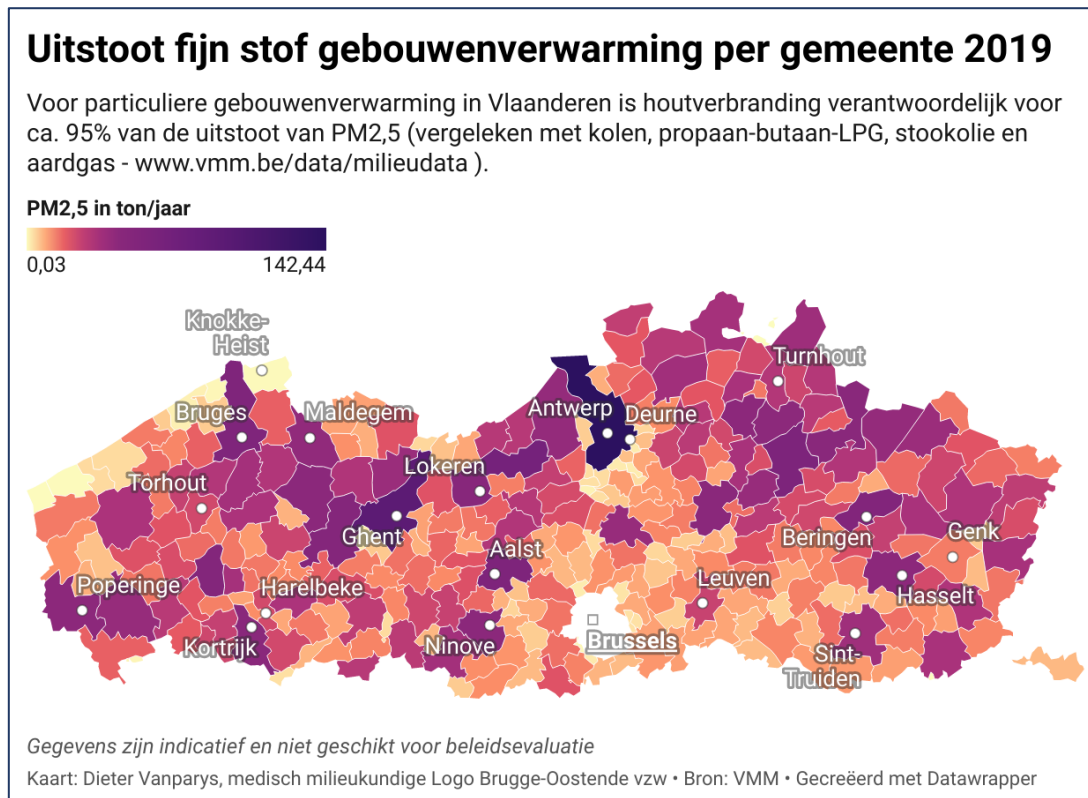 Uitstoot fijn stof gebouwenverwarming per gemeente 2019
Voor particuliere gebouwenverwarming in Vlaanderen is houtverbranding verantwoordelijk voor
ca. 95% van de uitstoot van PM2,5 (vergeleken met kolen, propaan-butaan-LPG, stookolie en
aardgas - www.vmm.be/data/milieudata ).
PM2,5 in ton/jaar
0,03 142,44
Knokke-
Heist
Turnhout
Bruges Maldegem Antwerp Deurne
Lokeren
Torhout
Ghent Aalst Beringen Genk
Poperinge Harelbeke Leuven Hasselt
Kortrijk Ninove Brussels Sint-
Truiden
Gegevens zijn indicatief en niet geschikt voor beleidsevaluatie
Kaart: Dieter Vanparys, medisch milieukundige Logo Brugge-Oostende vzw • Bron: VMM • Gecreëerd met Datawrapper